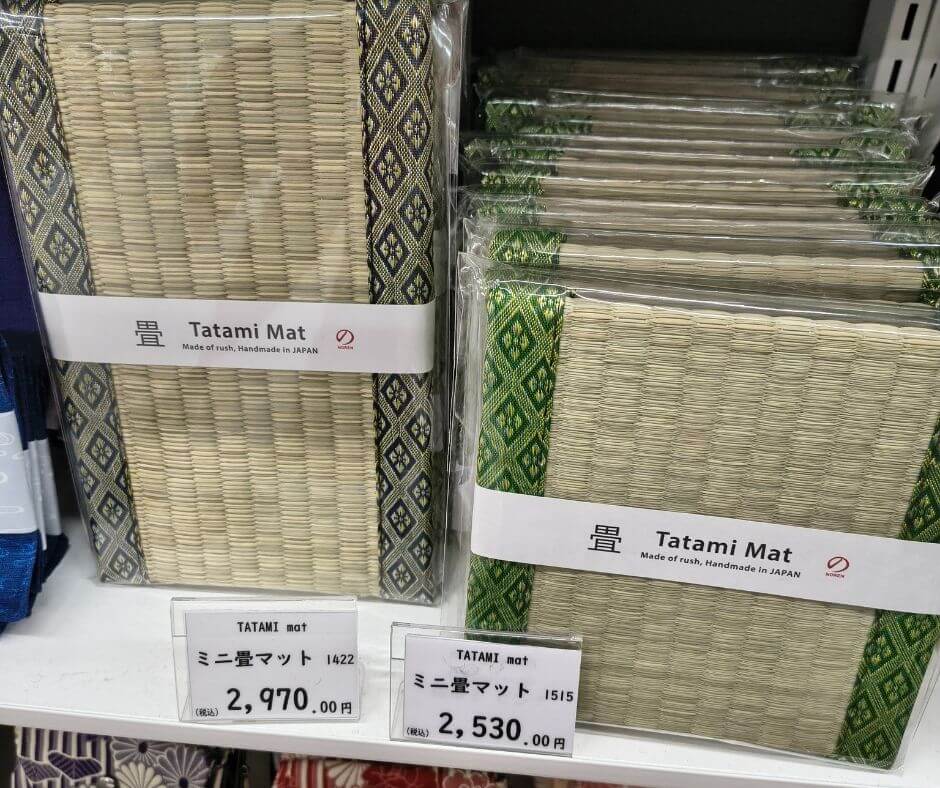 畳 Tatami Mat
Made of rush, Handmade in JAPAN
の
NOREN
畳 Tatami Mat
Made of rush, Handmade in JAPAN
の
NOREN
TATAMI mat
ミニ畳マット 1422
(税込) 2,970.00円
TATAMI mat
ミニ畳マット 1515
(税込) 2,530.00円